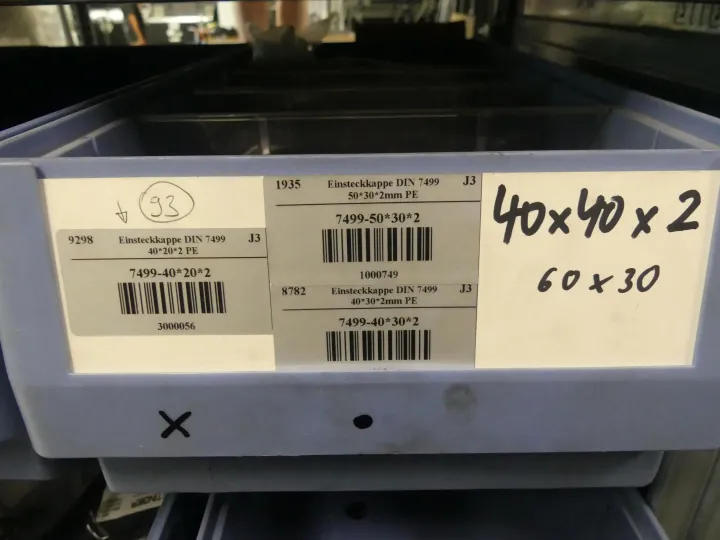 93
9298 Einsteckkappe DIN 7499 J3
40*20*2 PE
7499-40*20*2
3000056
1935 Einsteckkappe DIN 7499 J3
50*30*2mm PE
7499-50*30*2
1000749
8782 Einsteckkappe DIN 7499 J3
40*30*2mm PE
7499-40*30*2
40x40x2
60x30